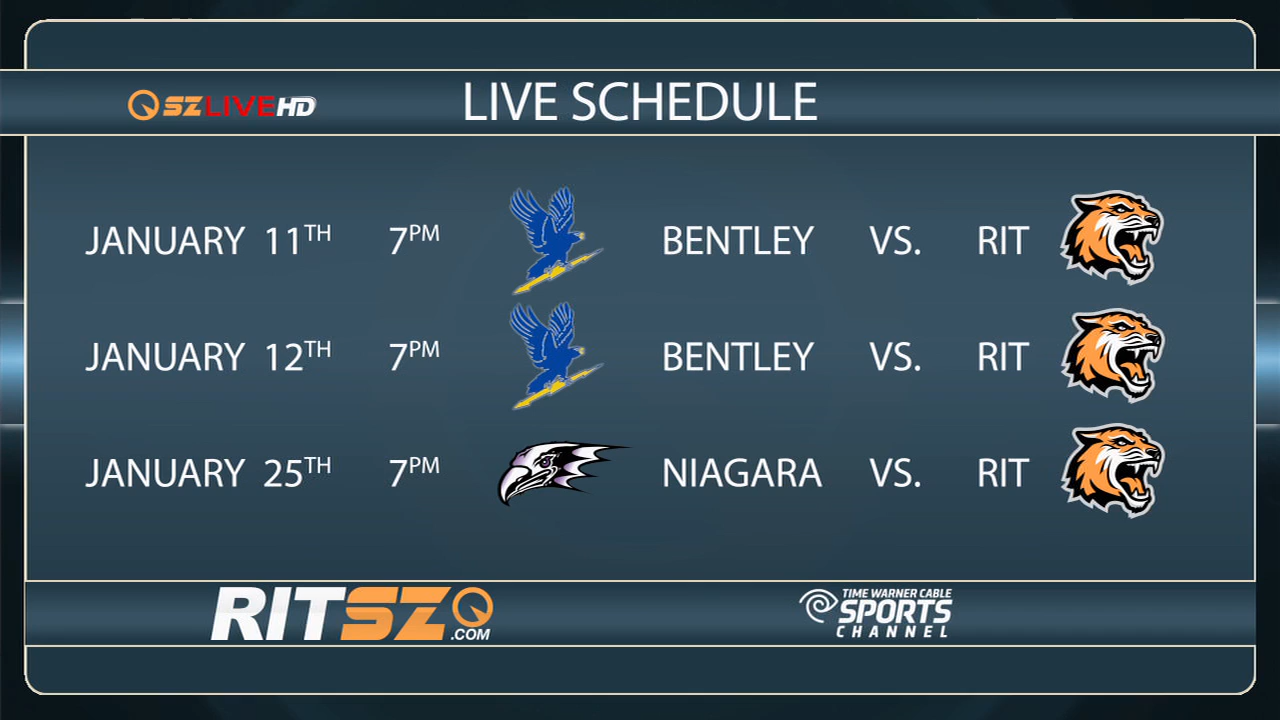 SZLIVEHD LIVE SCHEDULE
JANUARY 11TH 7PM BENTLEY VS. RIT
JANUARY 12TH 7PM BENTLEY VS. RIT
JANUARY 25TH 7PM NIAGARA VS. RIT
RITSZ.COM
TIME WARNER CABLE
SPORTS
CHANNEL